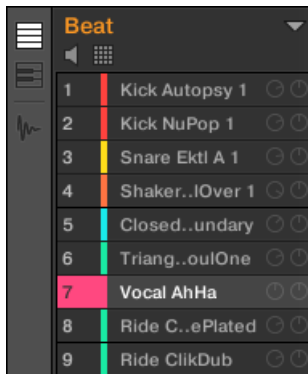 Beat
1 Kick Autopsy 1
2 Kick NuPop 1
3 Snare Ektl A 1
4 Shaker..lOver 1
5 Closed..undary
6 Triang..oulOne
7 Vocal AhHa
8 Ride C..ePlated
9 Ride ClikDub